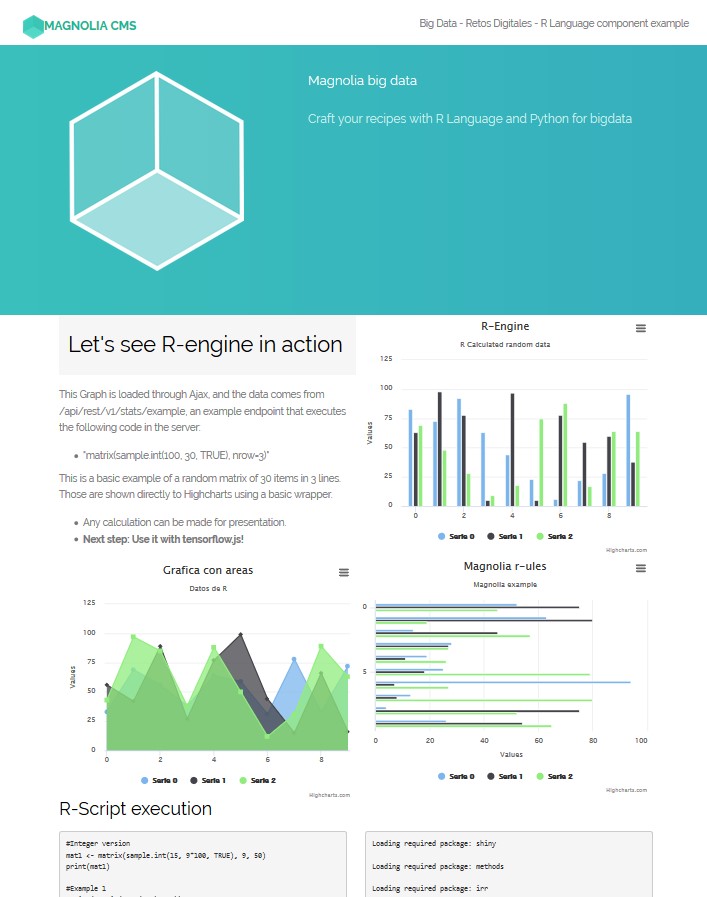 MAGNOLIA CMS
Big Data - Retos Digitales - R Language component example
Magnolia big data
Craft your recipes with R Language and Python for bigdata
Let's see R-engine in action
This Graph is loaded through Ajax, and the data comes from
/api/rest/v1/stats/example, an example endpoint that executes
the following code in the server:
"matrix(sample.int(100, 30, TRUE), nrow=3)"
This is a basic example of a random matrix of 30 items in 3 lines.
Those are shown directly to Highcharts using a basic wrapper.
Any calculation can be made for presentation.
Next step: Use it with tensorflow.js!
R-Engine
R Calculated random data
125
100
75
50
25
0
Values
0 2 4 6 8
Serie 0 Serie 1 Serie 2
Highcharts.com
Grafica con areas
Datos de R
125
100
75
50
25
0
Values
0 2 4 6 8
Serie 0 Serie 1 Serie 2
Highcharts.com
Magnolia r-ules
Magnolia example
0
5
0 20 40 60 80 100
Values
Serie 0 Serie 1 Serie 2
Highcharts.com
R-Script execution
#Integer version
mat1 <- matrix(sample.int(15, 9*100, TRUE), 9, 50)
print(mat1)
#Example 1
Loading required package: shiny
Loading required package: methods
Loading required package: irr